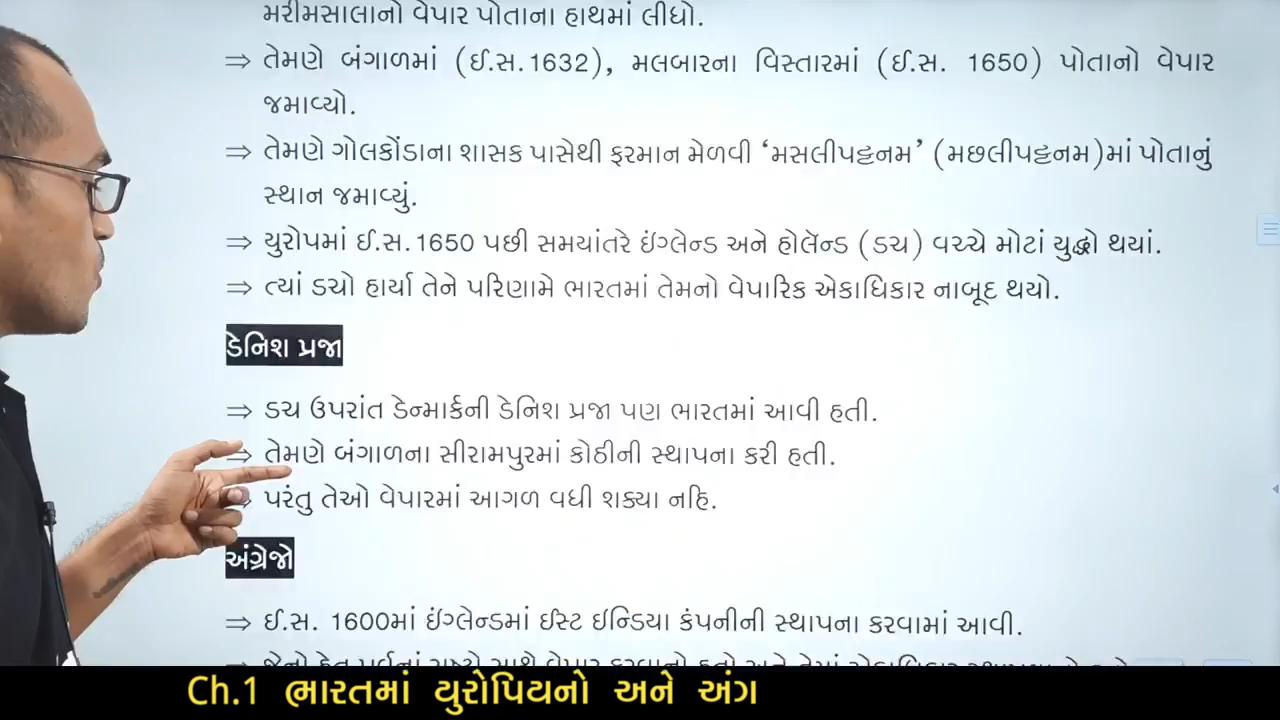 મરીમસાલાનો વેપાર પોતાના હાથમાં લીધો.
⇒ તેમણે બંગાળમાં (ઈ.સ.1632), મલબારના વિસ્તારમાં (ઈ.સ. 1650) પોતાનો વેપાર
જમાવ્યો.
⇒ તેમણે ગોલકોંડાના શાસક પાસેથી ફરમાન મેળવી ‘મસલીપટ્ટનમ’ (મછલીપટ્ટનમ)માં પોતાનું
સ્થાન જમાવ્યું.
⇒ યુરોપમાં ઈ.સ.1650 પછી સમયાંતરે ઇંગ્લેન્ડ અને હોલૅન્ડ (ડચ) વચ્ચે મોટાં યુદ્ધો થયાં.
⇒ ત્યાં ડચો હાર્યા તેને પરિણામે ભારતમાં તેમનો વેપારિક એકાધિકાર નાબૂદ થયો.
ડેનિશ પ્રજા
⇒ ડચ ઉપરાંત ડેન્માર્કની ડેનિશ પ્રજા પણ ભારતમાં આવી હતી.
⇒ તેમણે બંગાળના સીરામપુરમાં કોઠીની સ્થાપના કરી હતી.
પરંતુ તેઓ વેપારમાં આગળ વધી શક્યા નહિ.
અંગ્રેજો
⇒ ઈ.સ. 1600માં ઇંગ્લેન્ડમાં ઈસ્ટ ઇન્ડિયા કંપનીની સ્થાપના કરવામાં આવી.
Ch.1 ભારતમાં યુરોપિયનો અને અંગ